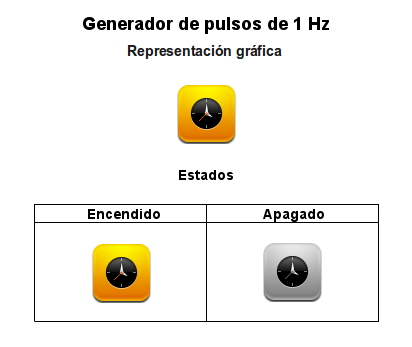 Generador de pulsos de 1 Hz
Representación gráfica
Estados
Encendido Apagado